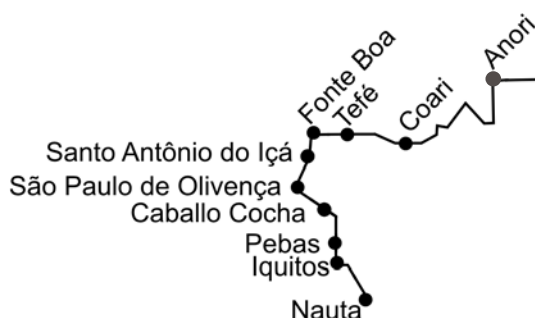 Fonte Boa
Tefé
Coari
Anori
Santo Antônio do Içá
São Paulo de Olivença
Caballo Cocha
Pebas
Iquitos
Nauta